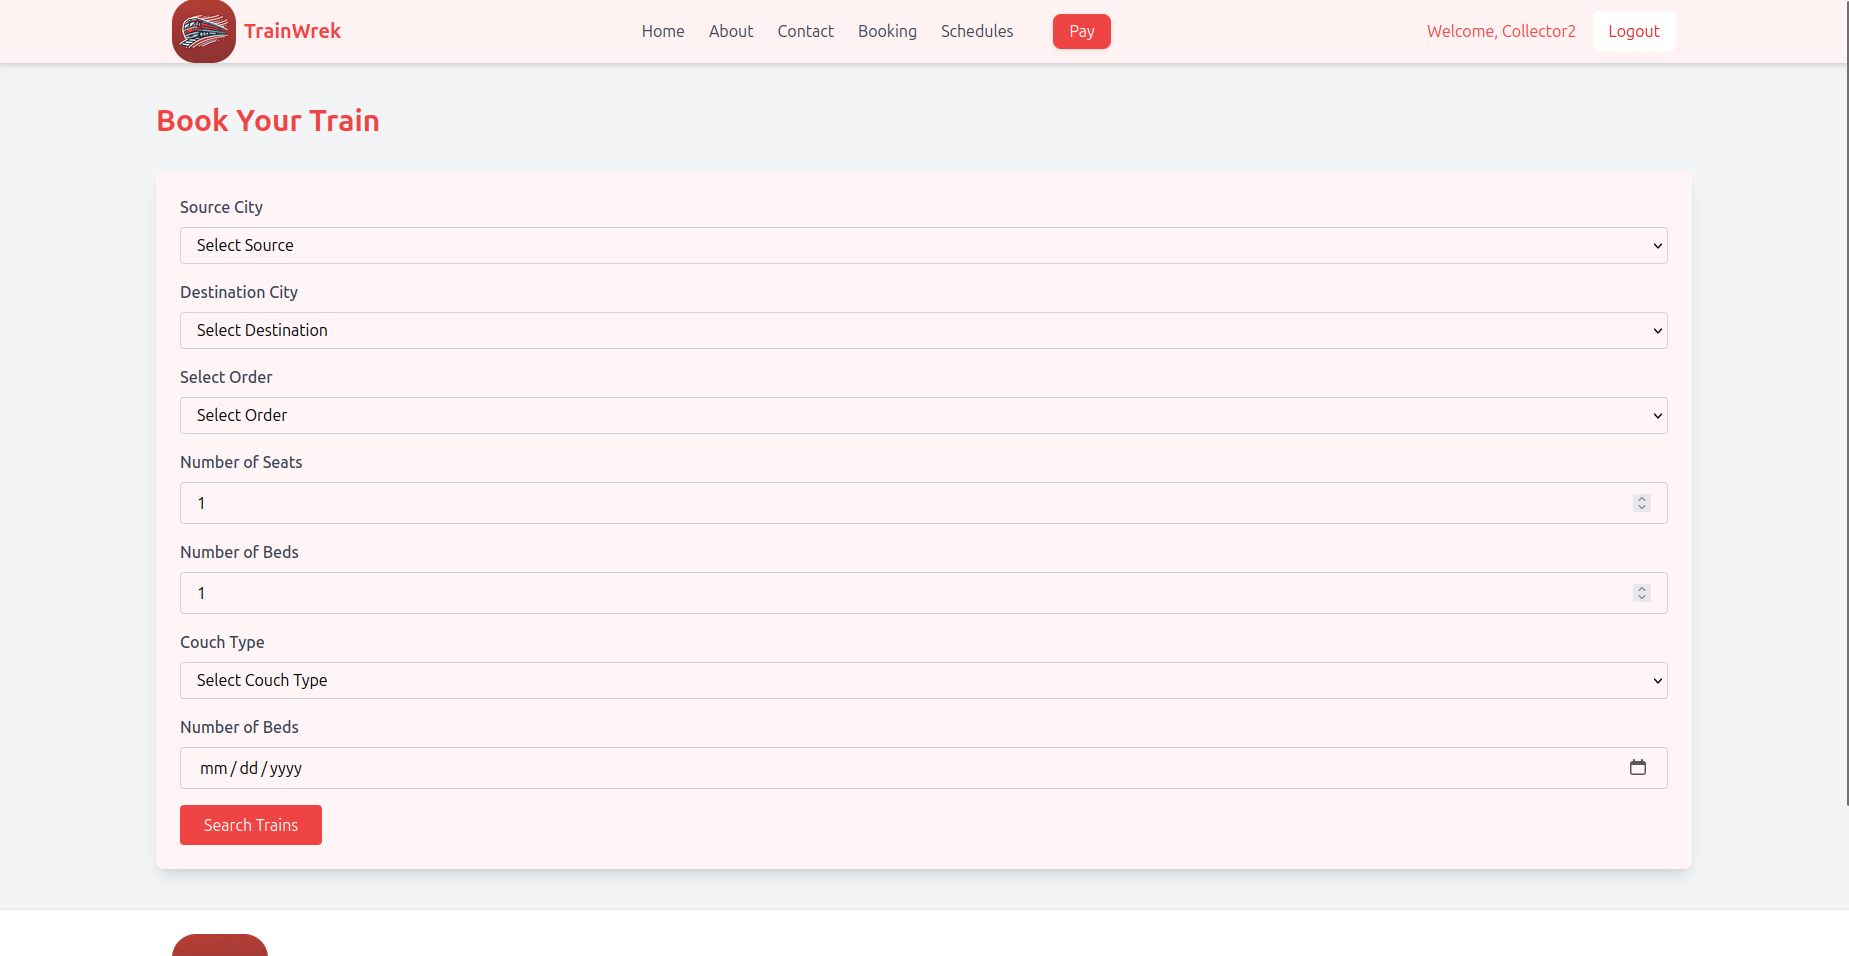 TrainWrek
Home About Contact Booking Schedules Pay
Welcome, Collector2 Logout
Book Your Train
Source City
Select Source
Destination City
Select Destination
Select Order
Select Order
Number of Seats
1
Number of Beds
1
Couch Type
Select Couch Type
Number of Beds
mm/dd/yyyy
Search Trains